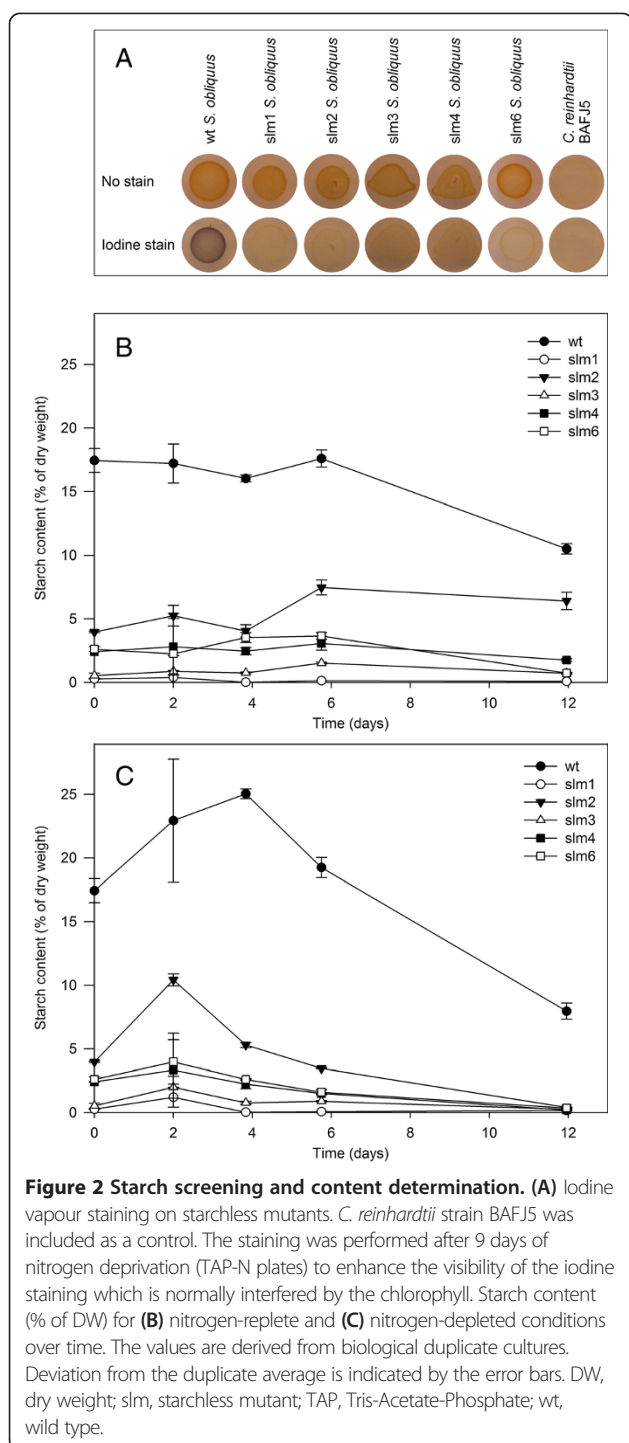 A
wt S. obliquus
slm1 S. obliquus
slm2 S. obliquus
slm3 S. obliquus
slm4 S. obliquus
slm6 S. obliquus
C. reinhardtii
BAFJ5
No stain
Iodine stain
B
wt
slm1
slm2
slm3
slm4
slm6
Starch content (% of dry weight)
25
20
15
10
5
0
0 2 4 6 8 10 12
Time (days)
C
wt
slm1
slm2
slm3
slm4
slm6
Starch content (% of dry weight)
25
20
15
10
5
0
0 2 4 6 8 10 12
Time (days)
Figure 2 Starch screening and content determination. (A) Iodine
vapour staining on starchless mutants. C. reinhardtii strain BAFJ5 was
included as a control. The staining was performed after 9 days of
nitrogen deprivation (TAP-N plates) to enhance the visibility of the iodine
staining which is normally interfered by the chlorophyll. Starch content
(% of DW) for (B) nitrogen-replete and (C) nitrogen-depleted conditions
over time. The values are derived from biological duplicate cultures.
Deviation from the duplicate average is indicated by the error bars. DW,
dry weight; slm, starchless mutant; TAP, Tris-Acetate-Phosphate; wt,
wild type.